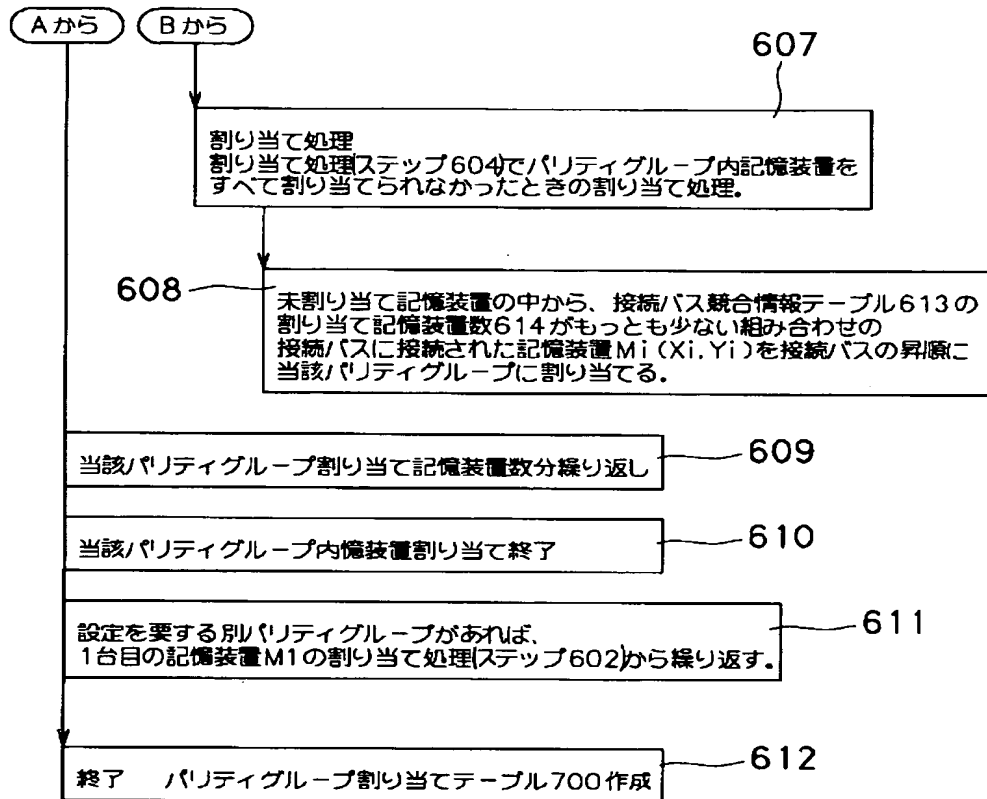 Aから
Bから
607
割り当て処理
割り当て処理(ステップ604)でパリティグループ内記憶装置を
すべて割り当てられなかったときの割り当て処理。
608
未割り当て記憶装置の中から、接続パス競合情報テーブル613の
割り当て記憶装置数614がもっとも少ない組み合わせの
接続パスに接続された記憶装置Mi(Xi,Yi)を接続パスの昇順に
当該パリティグループに割り当てる。
当該パリティグループ割り当て記憶装置数分繰り返し
609
当該パリティグループ内憶装置割り当て終了
610
設定を要する別パリティグループがあれば、
1台目の記憶装置M1の割り当て処理(ステップ602)から繰り返す。
611
終了 パリティグループ割り当てテーブル700作成
612